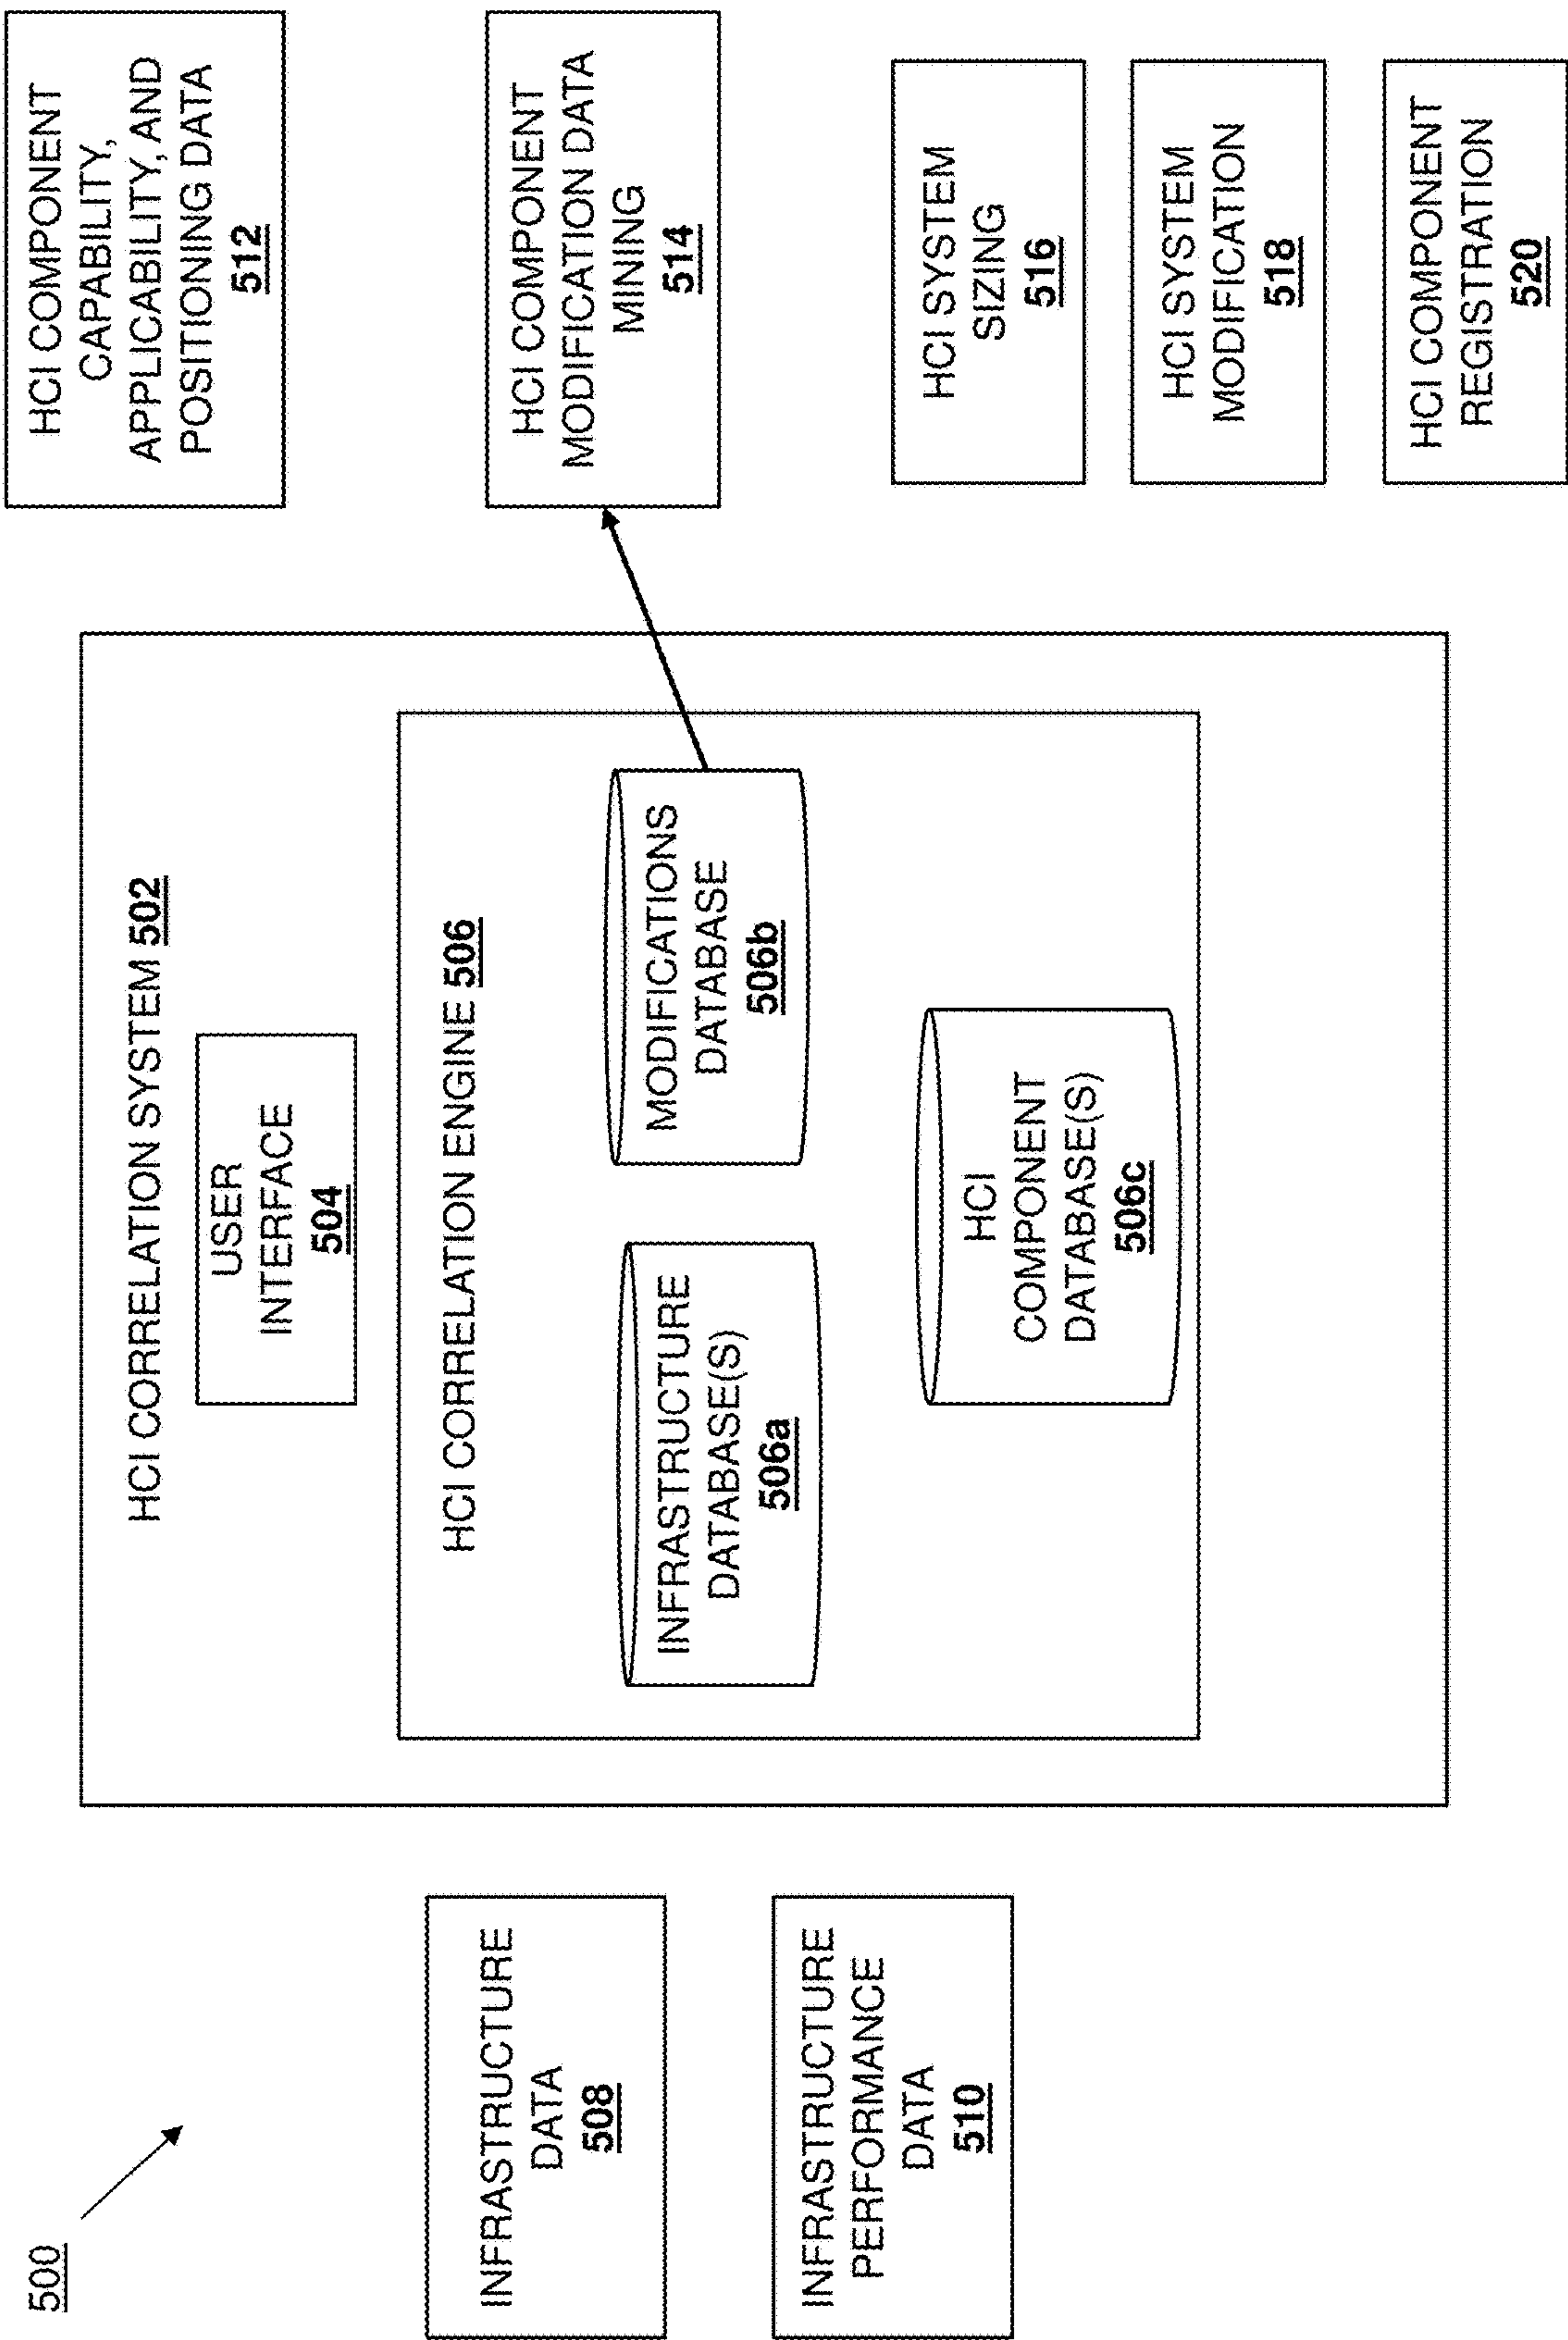 500
INFRASTRUCTURE
DATA
508
INFRASTRUCTURE
PERFORMANCE
DATA
510
HCI CORRELATION SYSTEM 502
USER
INTERFACE
504
HCI CORRELATION ENGINE 506
INFRASTRUCTURE
DATABASE(S)
506a
MODIFICATIONS
DATABASE
506b
HCI
COMPONENT
DATABASE(S)
506c
HCI COMPONENT
CAPABILITY,
APPLICABILITY, AND
POSITIONING DATA
512
HCI COMPONENT
MODIFICATION DATA
MINING
514
HCI SYSTEM
SIZING
516
HCI SYSTEM
MODIFICATION
518
HCI COMPONENT
REGISTRATION
520